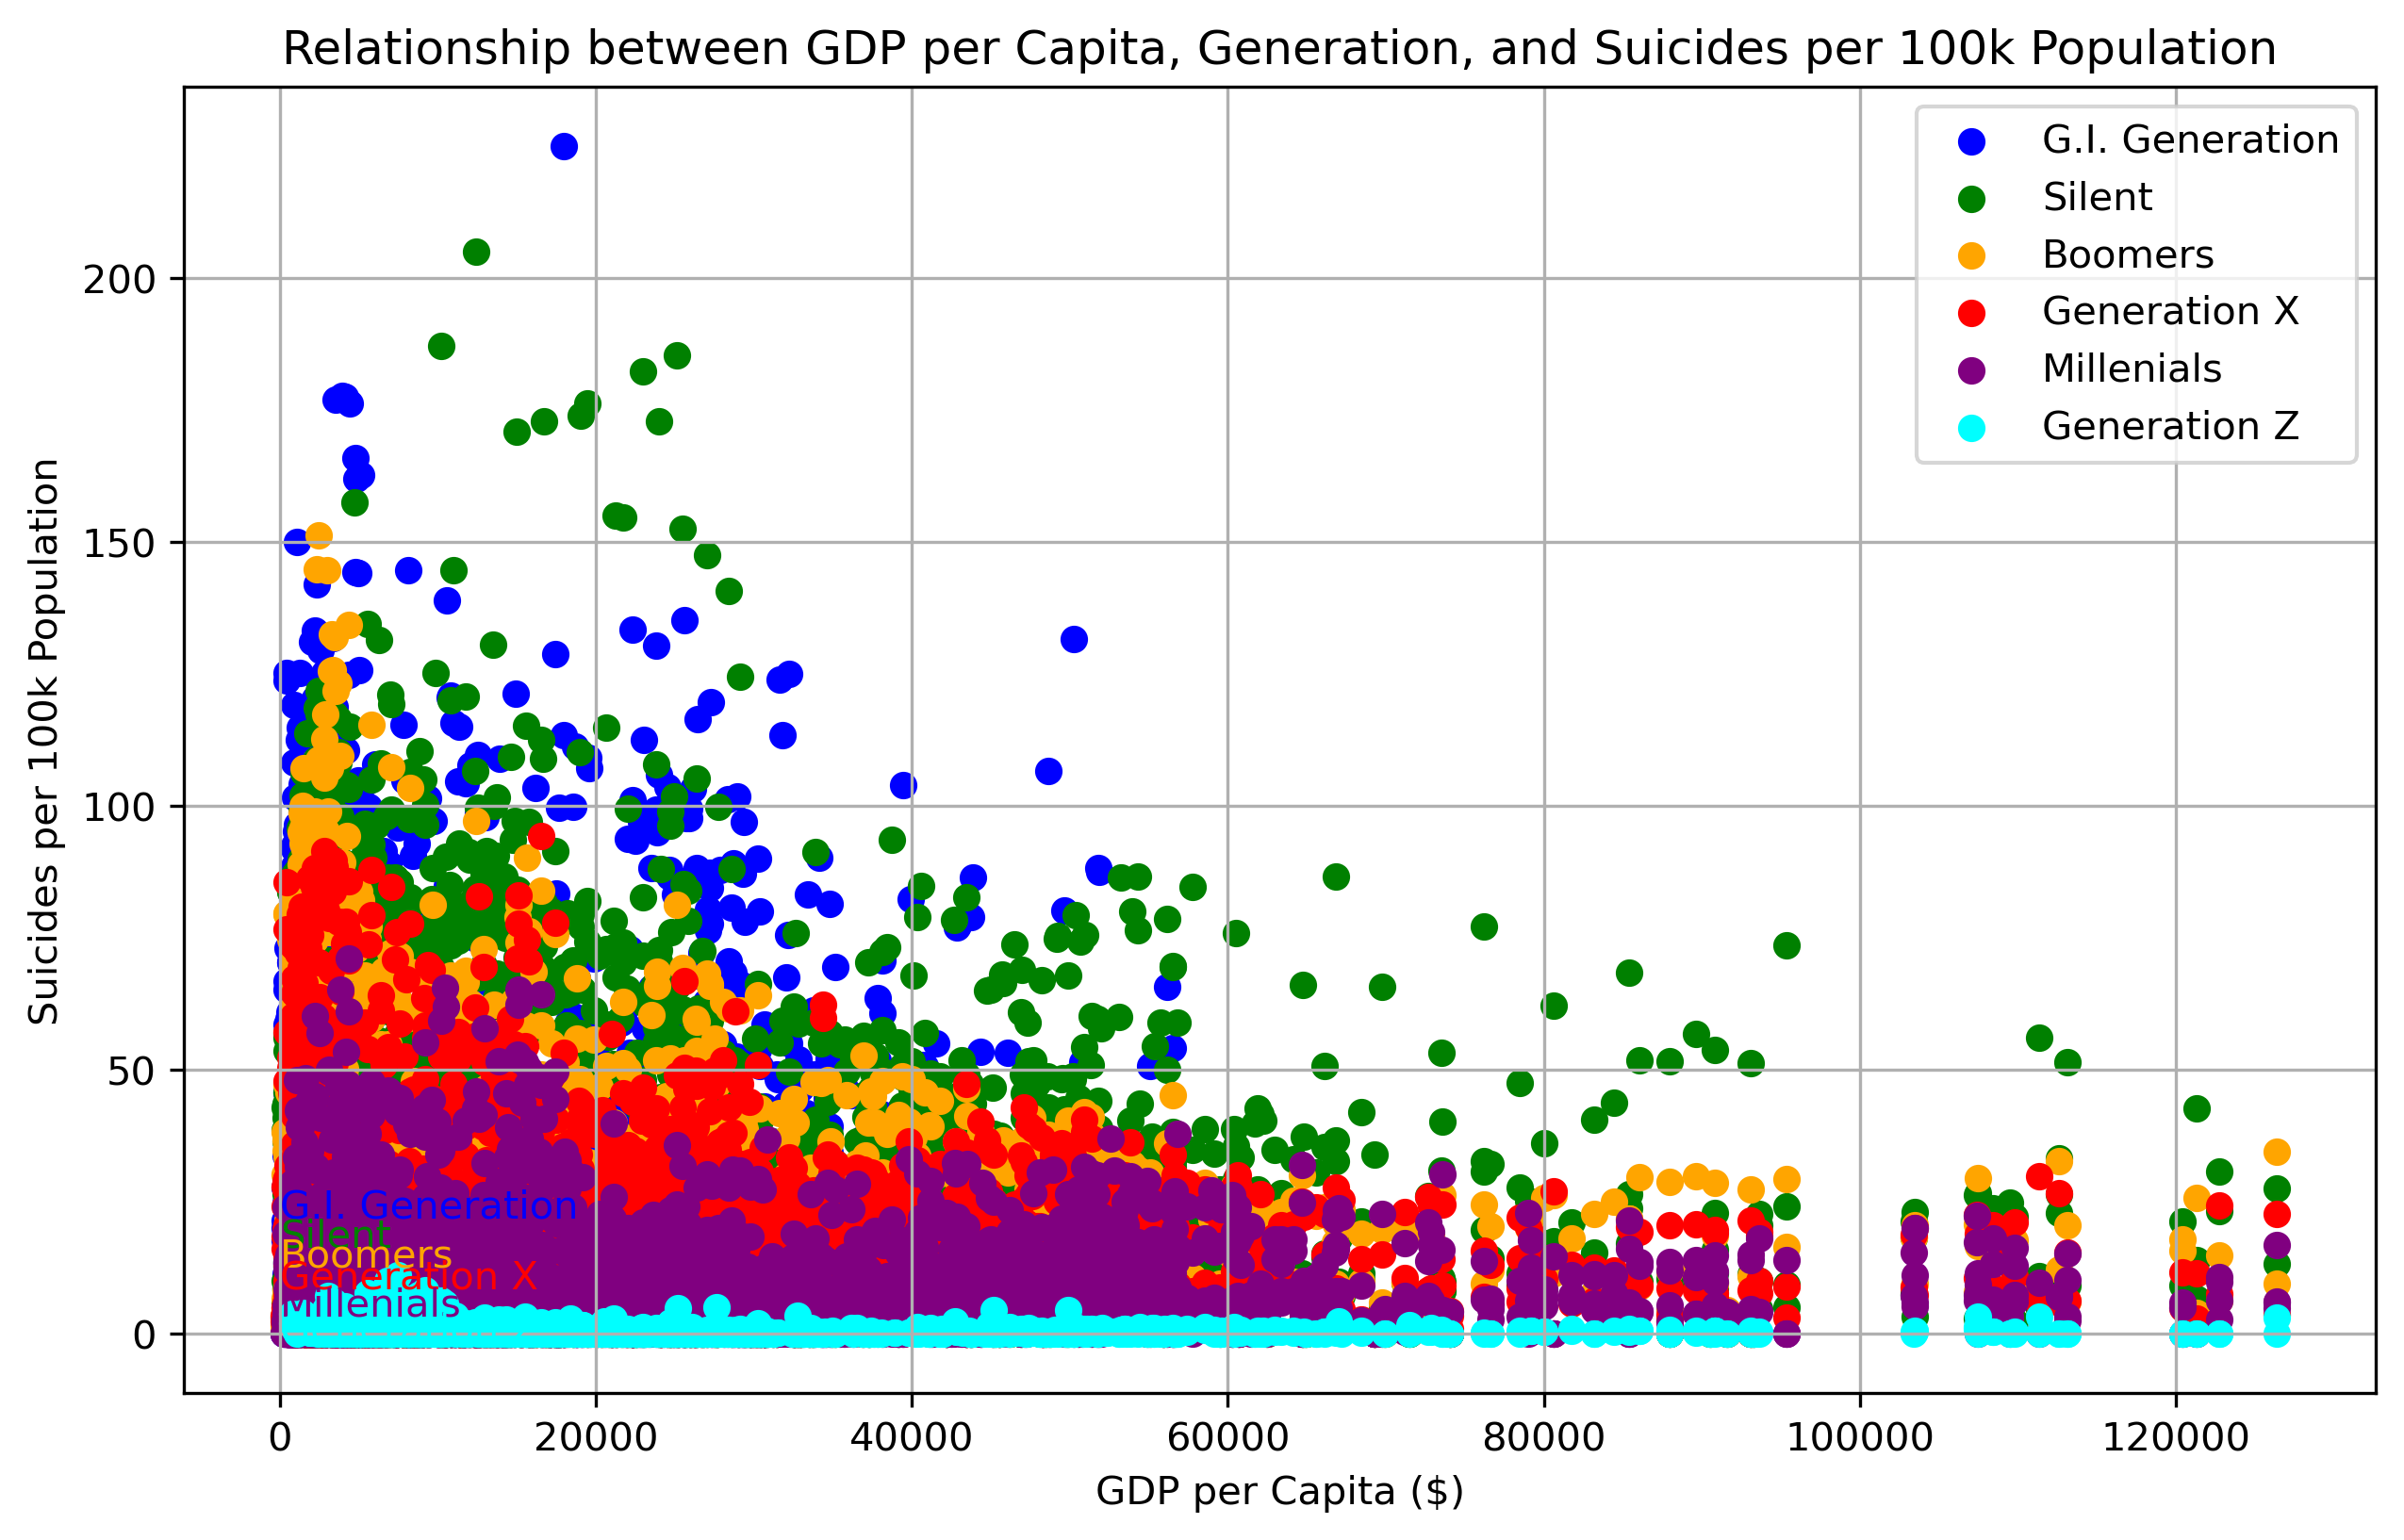 Relationship between GDP per Capita, Generation, and Suicides per 100k Population
G.I. Generation
Silent
Boomers
Generation X
Millenials
Generation Z
Suicides per 100k Population
200
150
100
50
0
G.I. Generation
Silent
Boomers
Generation X
Millenials
0
20000
40000
60000
80000
100000
120000
GDP per Capita ($)